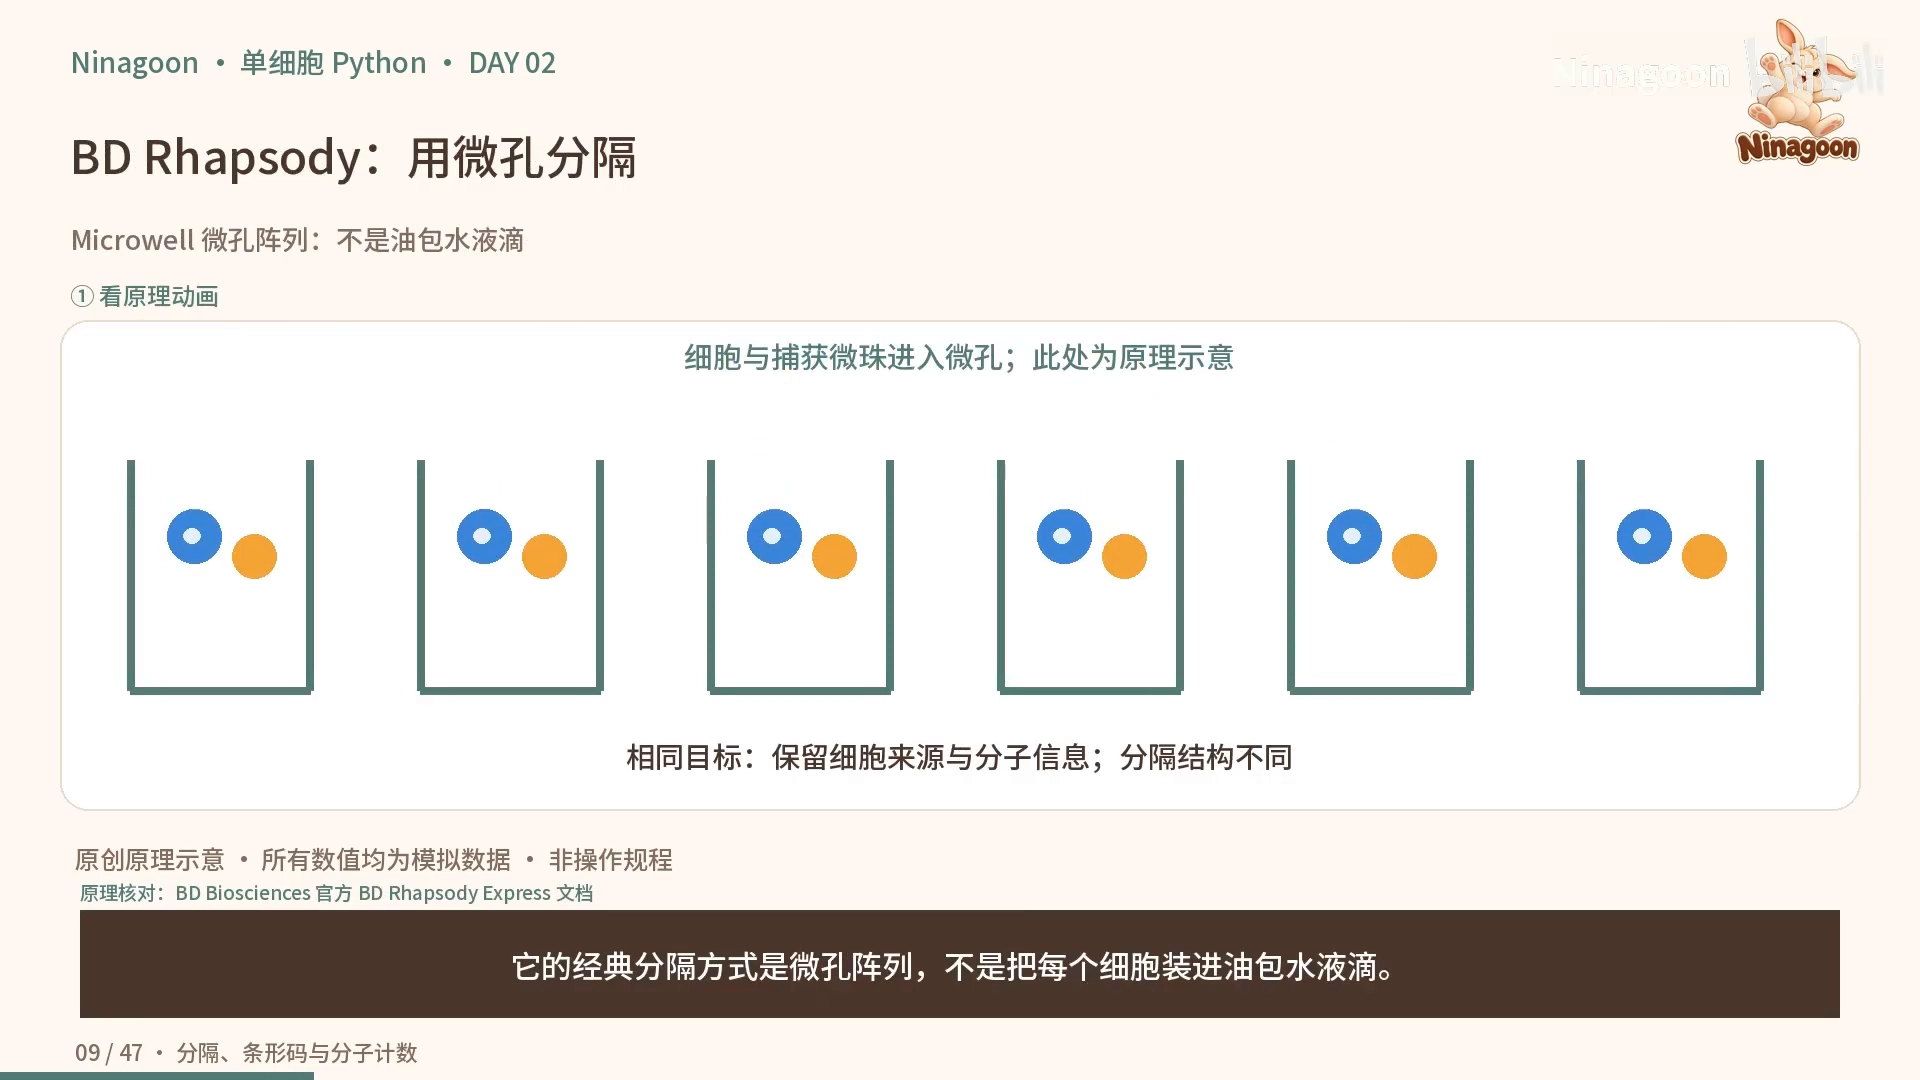 Ninagoon • 单细胞 Python • DAY 02
Ninagoon
bilibili
Ninagoon
BD Rhapsody：用微孔分隔
Microwell 微孔阵列：不是油包水液滴
① 看原理动画
细胞与捕获微珠进入微孔；此处为原理示意
相同目标：保留细胞来源与分子信息；分隔结构不同
原创原理示意 • 所有数值均为模拟数据 • 非操作规程
原理核对：BD Biosciences 官方 BD Rhapsody Express 文档
它的经典分隔方式是微孔阵列，不是把每个细胞装进油包水液滴。
09 / 47 • 分隔、条形码与分子计数